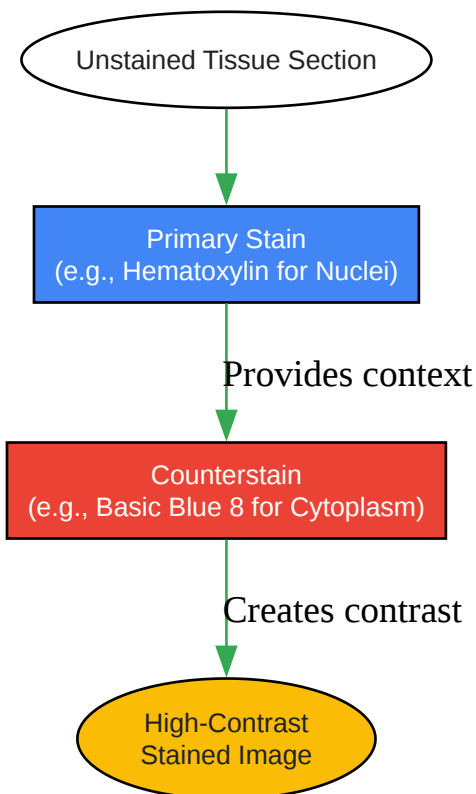 Unstained Tissue Section
Primary Stain
(e.g., Hematoxylin for Nuclei)
Provides context
Counterstain
(e.g., Basic Blue 8 for Cytoplasm)
Creates contrast
High-Contrast
Stained Image